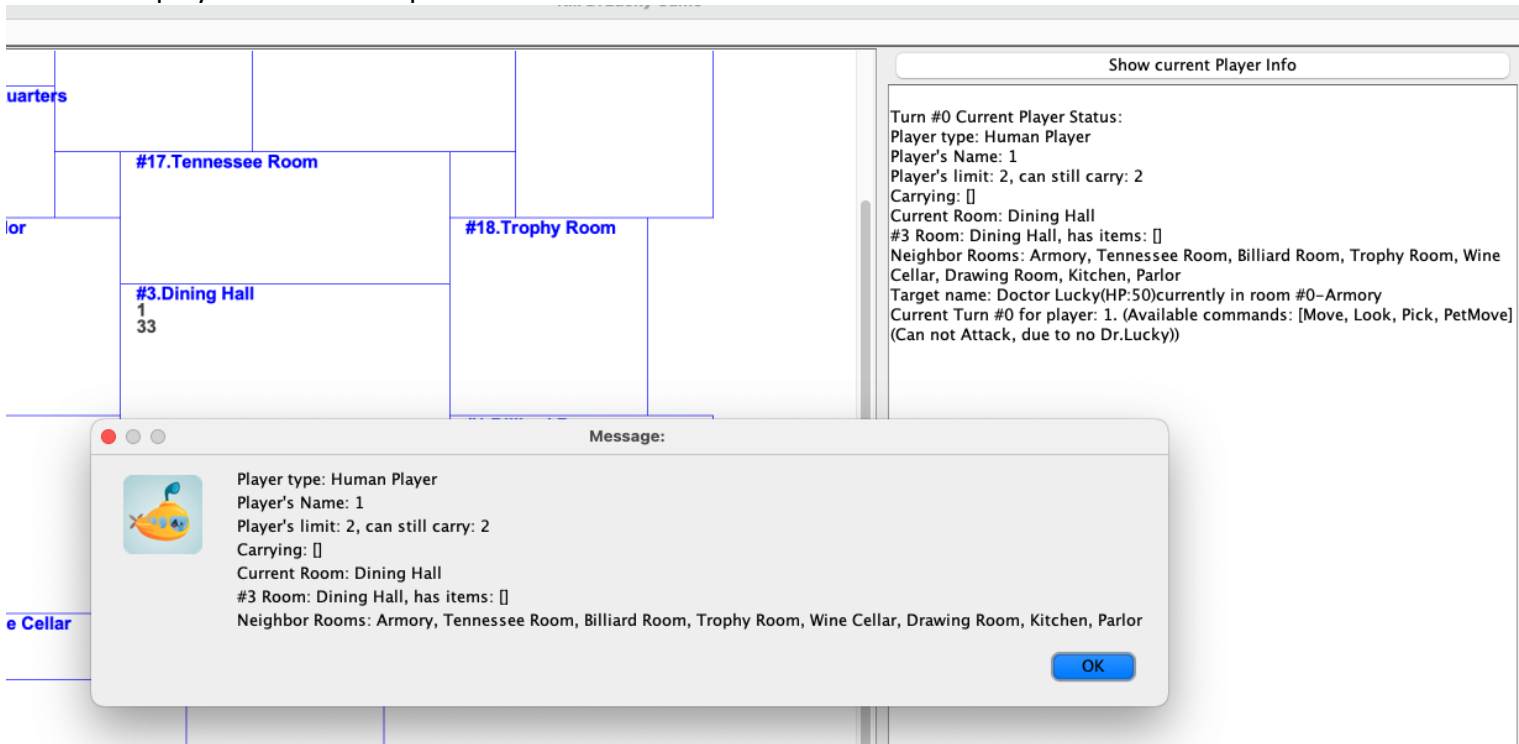 Show current Player Info
uarters
#17.Tennessee Room
lor
#18.Trophy Room
#3.Dining Hall
1
33
e Cellar
Turn #0 Current Player Status:
Player type: Human Player
Player's Name: 1
Player's limit: 2, can still carry: 2
Carrying: []
Current Room: Dining Hall
#3 Room: Dining Hall, has items: []
Neighbor Rooms: Armory, Tennessee Room, Billiard Room, Trophy Room, Wine
Cellar, Drawing Room, Kitchen, Parlor
Target name: Doctor Lucky(HP:50)currently in room #0-Armory
Current Turn #0 for player: 1. (Available commands: [Move, Look, Pick, PetMove]
(Can not Attack, due to no Dr.Lucky))
Message:
Player type: Human Player
Player's Name: 1
Player's limit: 2, can still carry: 2
Carrying: []
Current Room: Dining Hall
#3 Room: Dining Hall, has items: []
Neighbor Rooms: Armory, Tennessee Room, Billiard Room, Trophy Room, Wine Cellar, Drawing Room, Kitchen, Parlor
OK